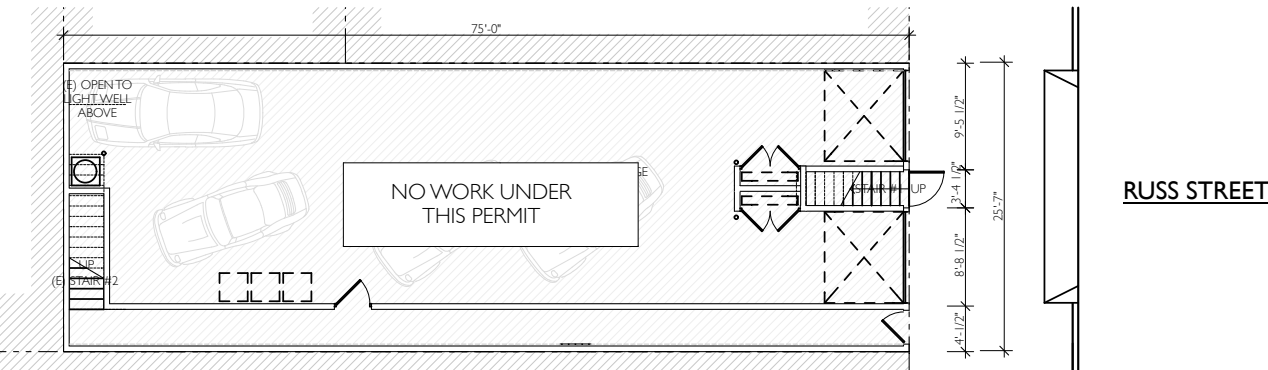 75'-0"
(E) OPEN TO
LIGHT WELL
ABOVE
NO WORK UNDER
THIS PERMIT
GE
(STAIR #1 UP
UP
(E) STAIR #2
9'-5 1/2"
3'-4 1/2"
8'-8 1/2"
4'-1/2"
25'-7"
RUSS STREET